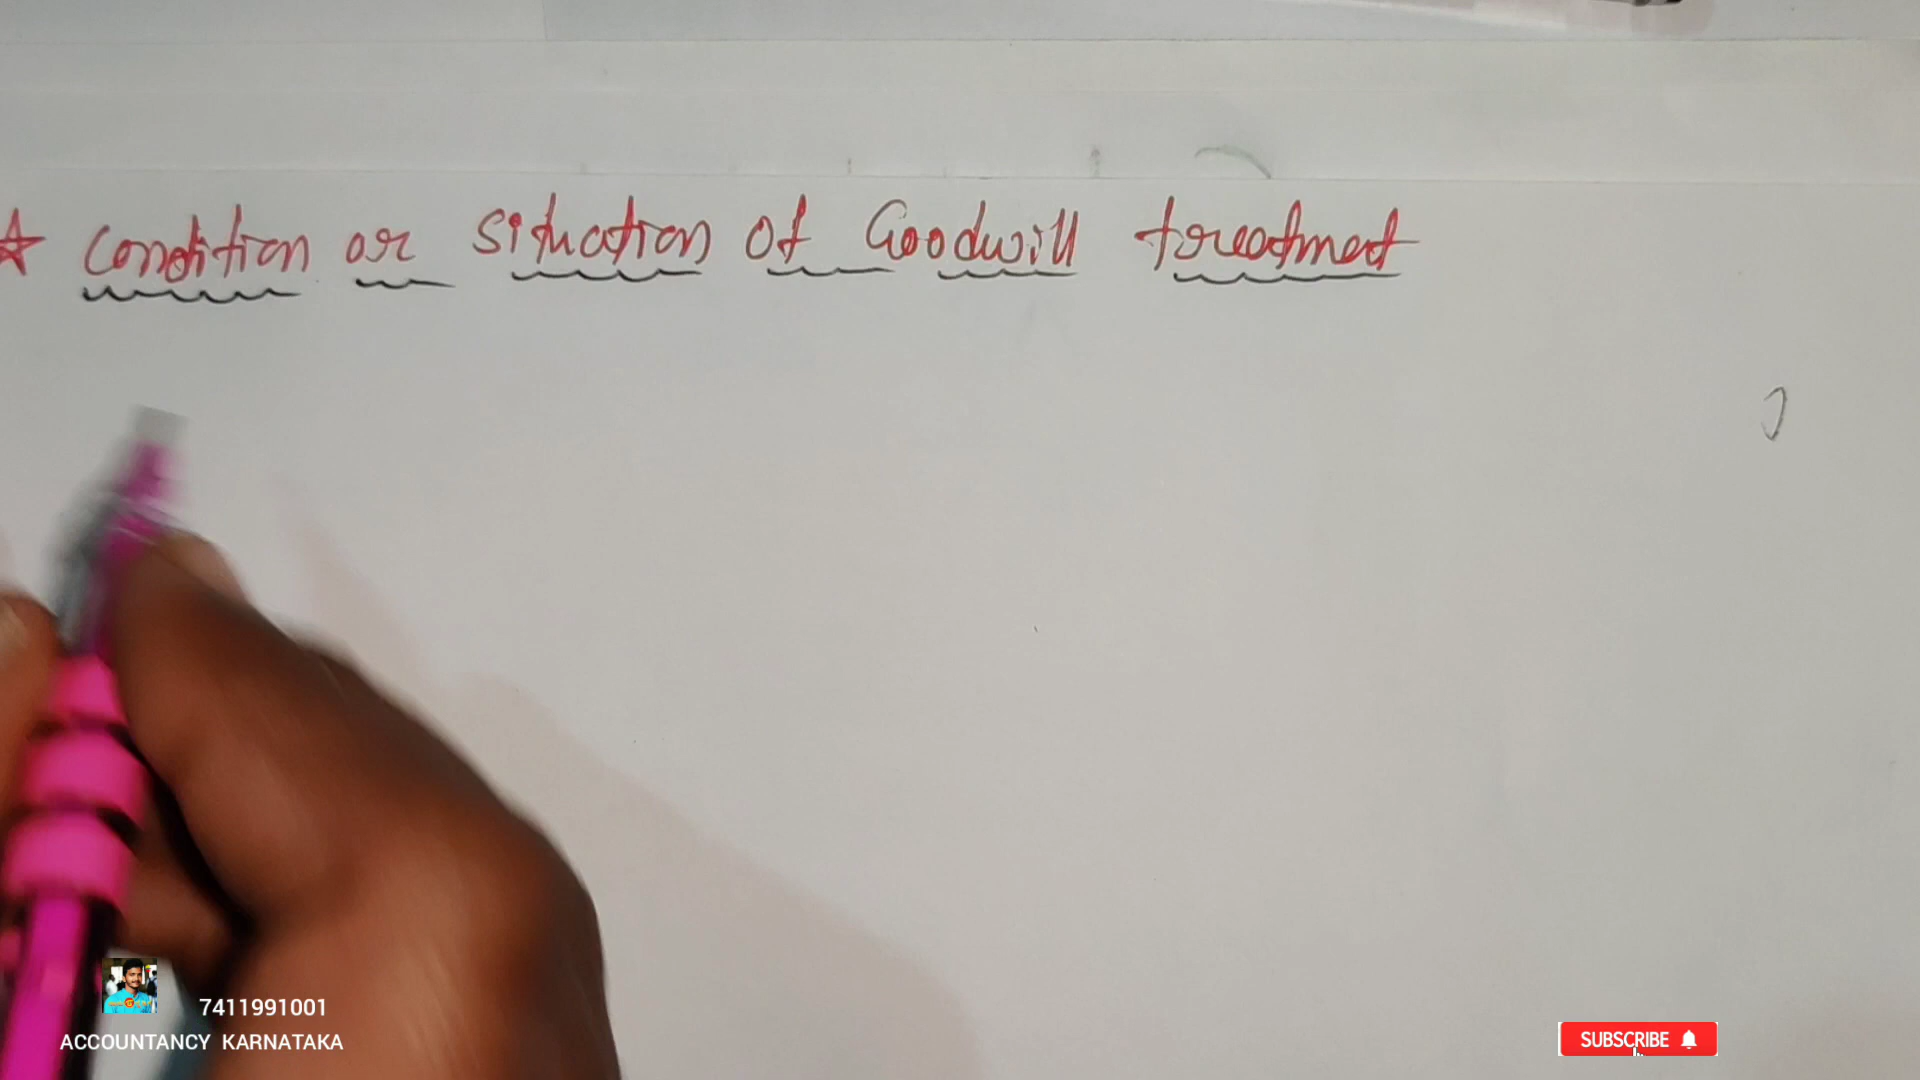 ☆ Condition or situation of Goodwill treatment
7411991001
ACCOUNTANCY KARNATAKA
SUBSCRIBE